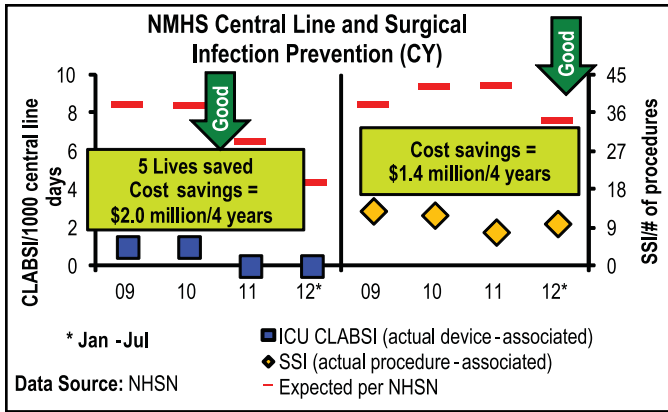 NMHS Central Line and Surgical
Infection Prevention (CY)
Good
Good
CLABSI/1000 central line
days
10
8
6
4
2
0
5 Lives saved
Cost savings =
$2.0 million/4 years
Cost savings =
$1.4 million/4 years
45
36
27
18
9
0
SSI/# of procedures
09 10 11 12* 09 10 11 12*
* Jan -Jul
ICU CLABSI (actual device-associated)
SSI (actual procedure-associated)
Data Source: NHSN
Expected per NHSN